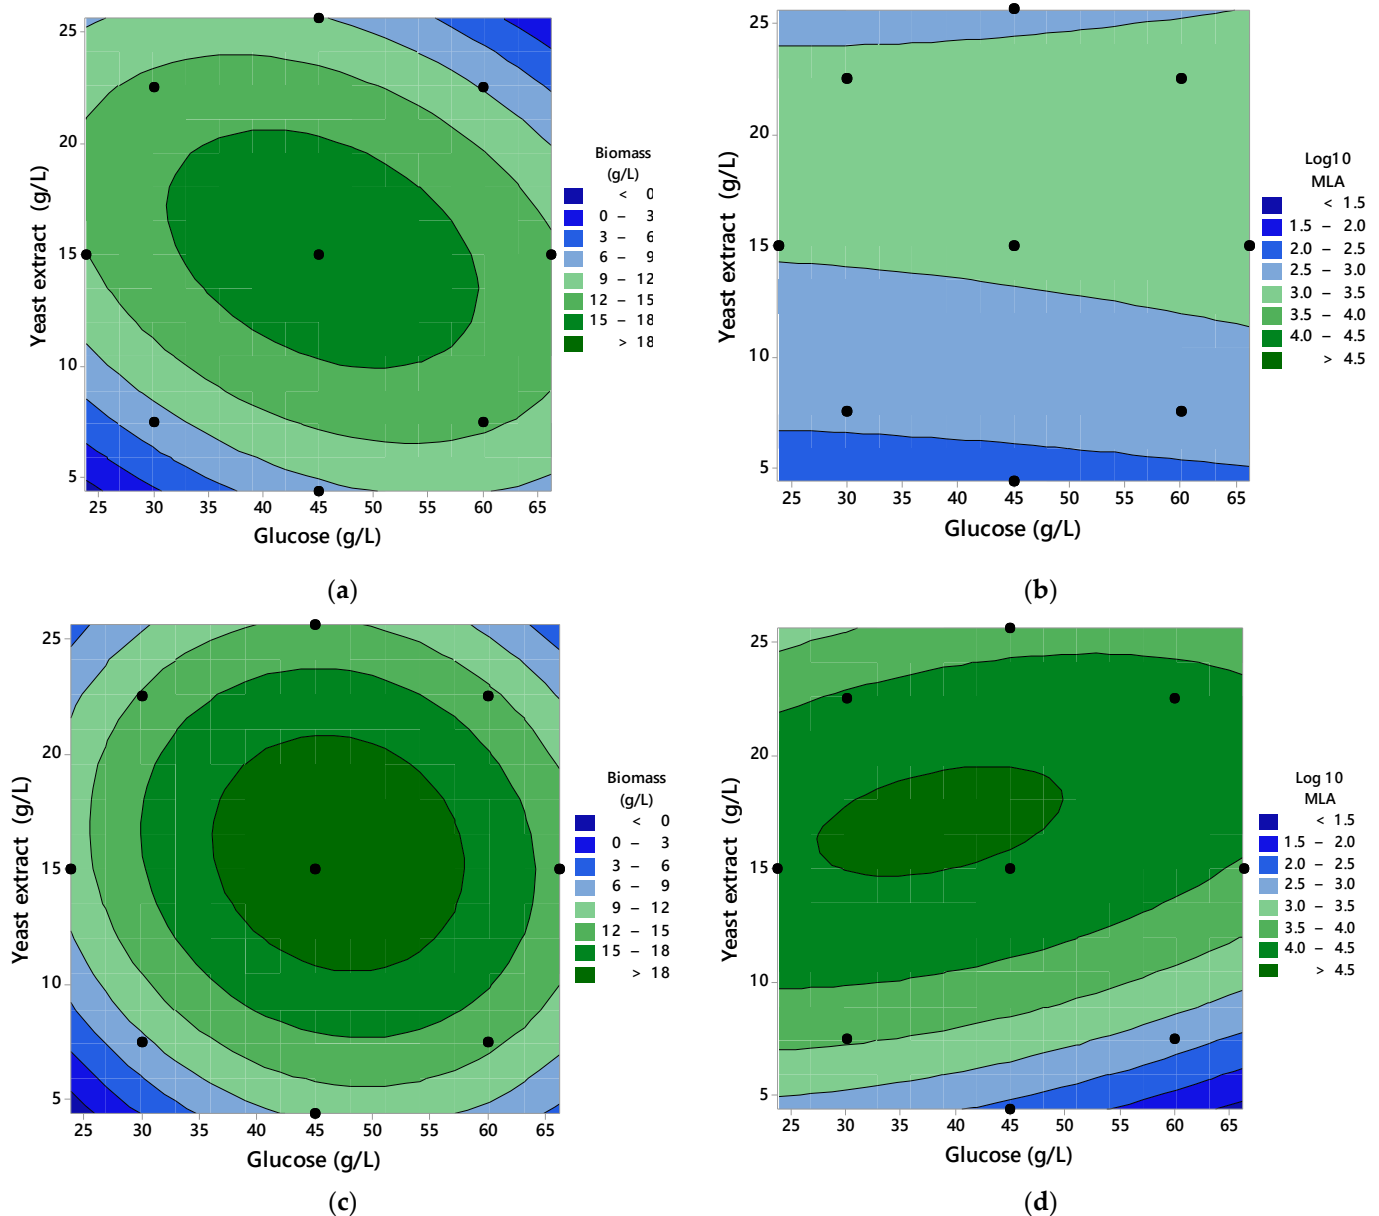 25
20
15
10
5
Yeast extract (g/L)
25 30 35 40 45 50 55 60 65
Glucose (g/L)
Biomass
(g/L)
< 0
0 – 3
3 – 6
6 – 9
9 – 12
12 – 15
15 – 18
> 18
(a)
25
20
15
10
5
Yeast extract (g/L)
25 30 35 40 45 50 55 60 65
Glucose (g/L)
Log10
MLA
< 1.5
1.5 – 2.0
2.0 – 2.5
2.5 – 3.0
3.0 – 3.5
3.5 – 4.0
4.0 – 4.5
> 4.5
(b)
25
20
15
10
5
Yeast extract (g/L)
25 30 35 40 45 50 55 60 65
Glucose (g/L)
Biomass
(g/L)
< 0
0 – 3
3 – 6
6 – 9
9 – 12
12 – 15
15 – 18
> 18
(c)
25
20
15
10
5
Yeast extract (g/L)
25 30 35 40 45 50 55 60 65
Glucose (g/L)
Log 10
MLA
< 1.5
1.5 – 2.0
2.0 – 2.5
2.5 – 3.0
3.0 – 3.5
3.5 – 4.0
4.0 – 4.5
> 4.5
(d)